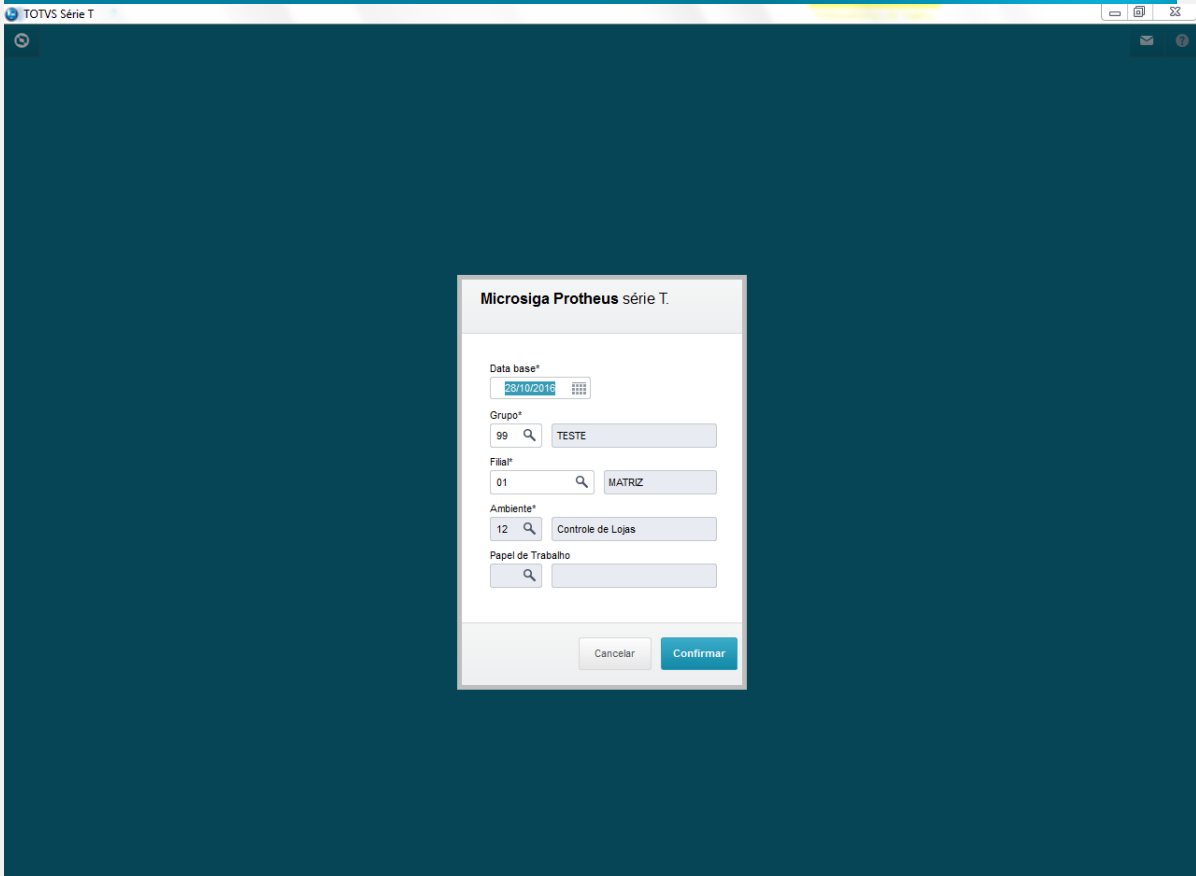 TOTVS Série T
Microsiga Protheus série T.
Data base*
28/10/2016
Grupo*
99 TESTE
Filial*
01 MATRIZ
Ambiente*
12 Controle de Lojas
Papel de Trabalho
Cancelar Confirmar